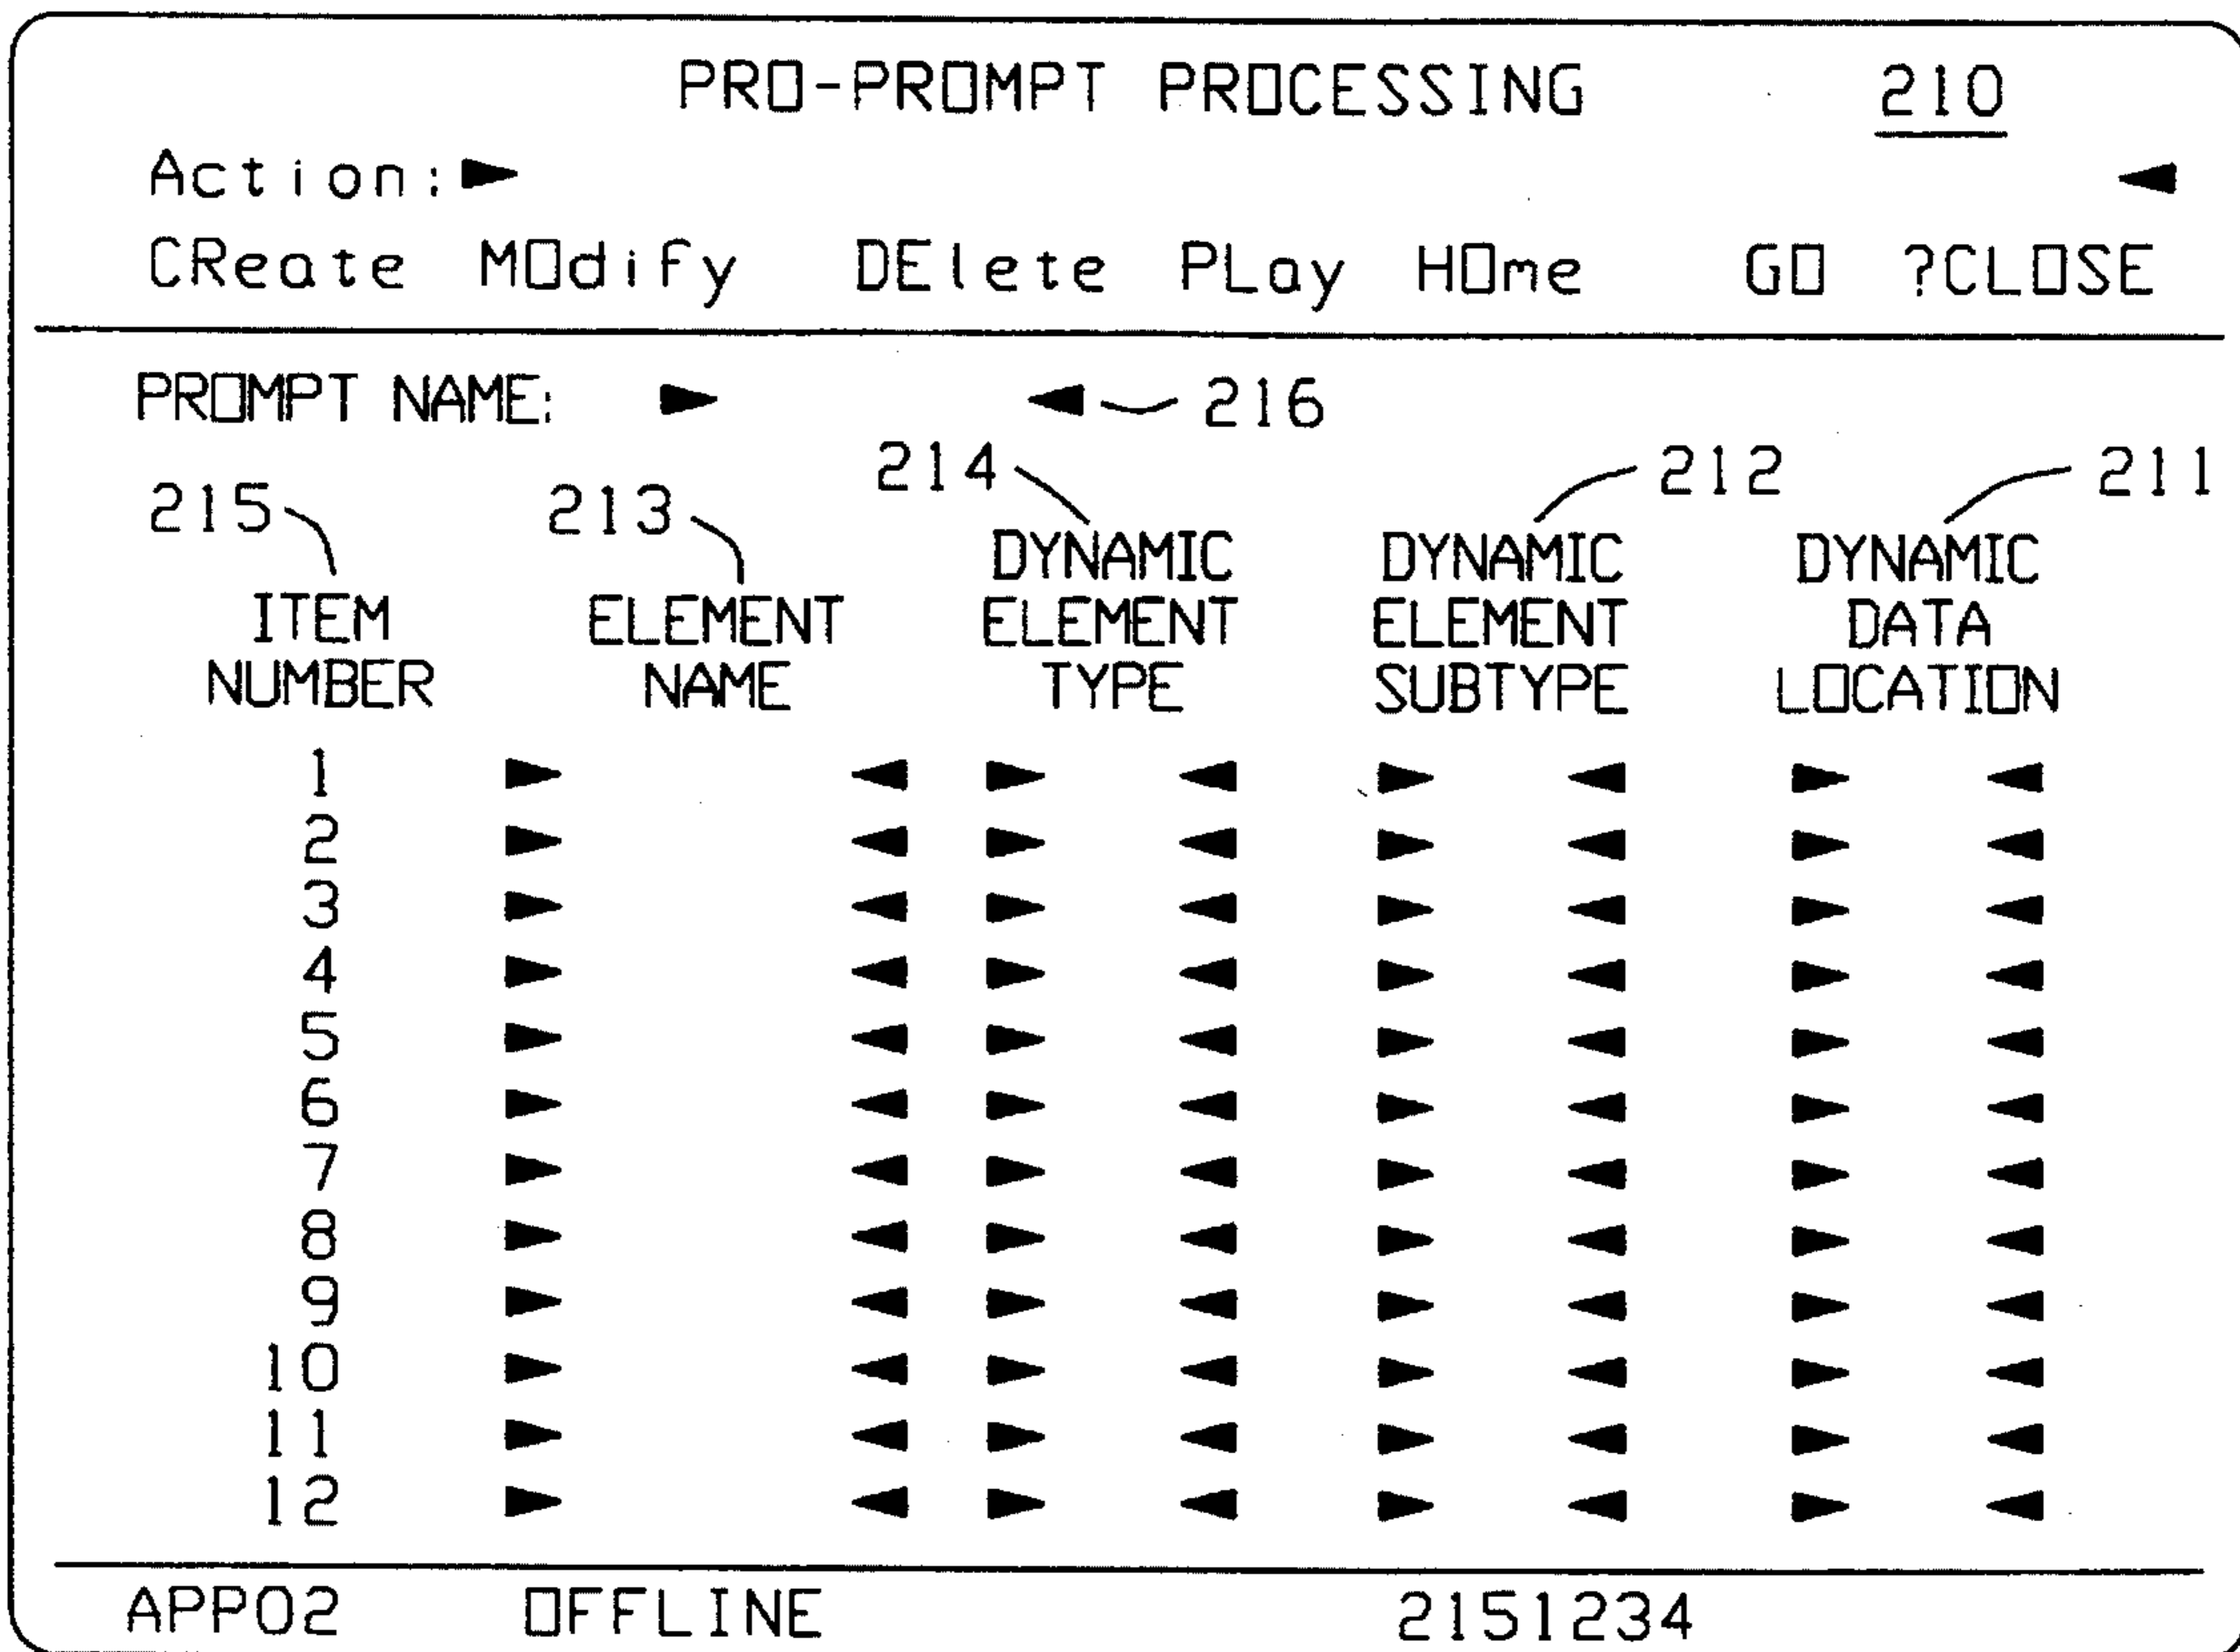 PRO-PROMPT PROCESSING 210
Action:
CReate MOdify DElete PLay HOme GO ?CLOSE
PROMPT NAME: 216
214 212 211
215 213
DYNAMIC DYNAMIC DYNAMIC
ITEM ELEMENT ELEMENT ELEMENT DATA
NUMBER NAME TYPE SUBTYPE LOCATION
1
2
3
4
5
6
7
8
9
10
11
12
APP02 OFFLINE 2151234